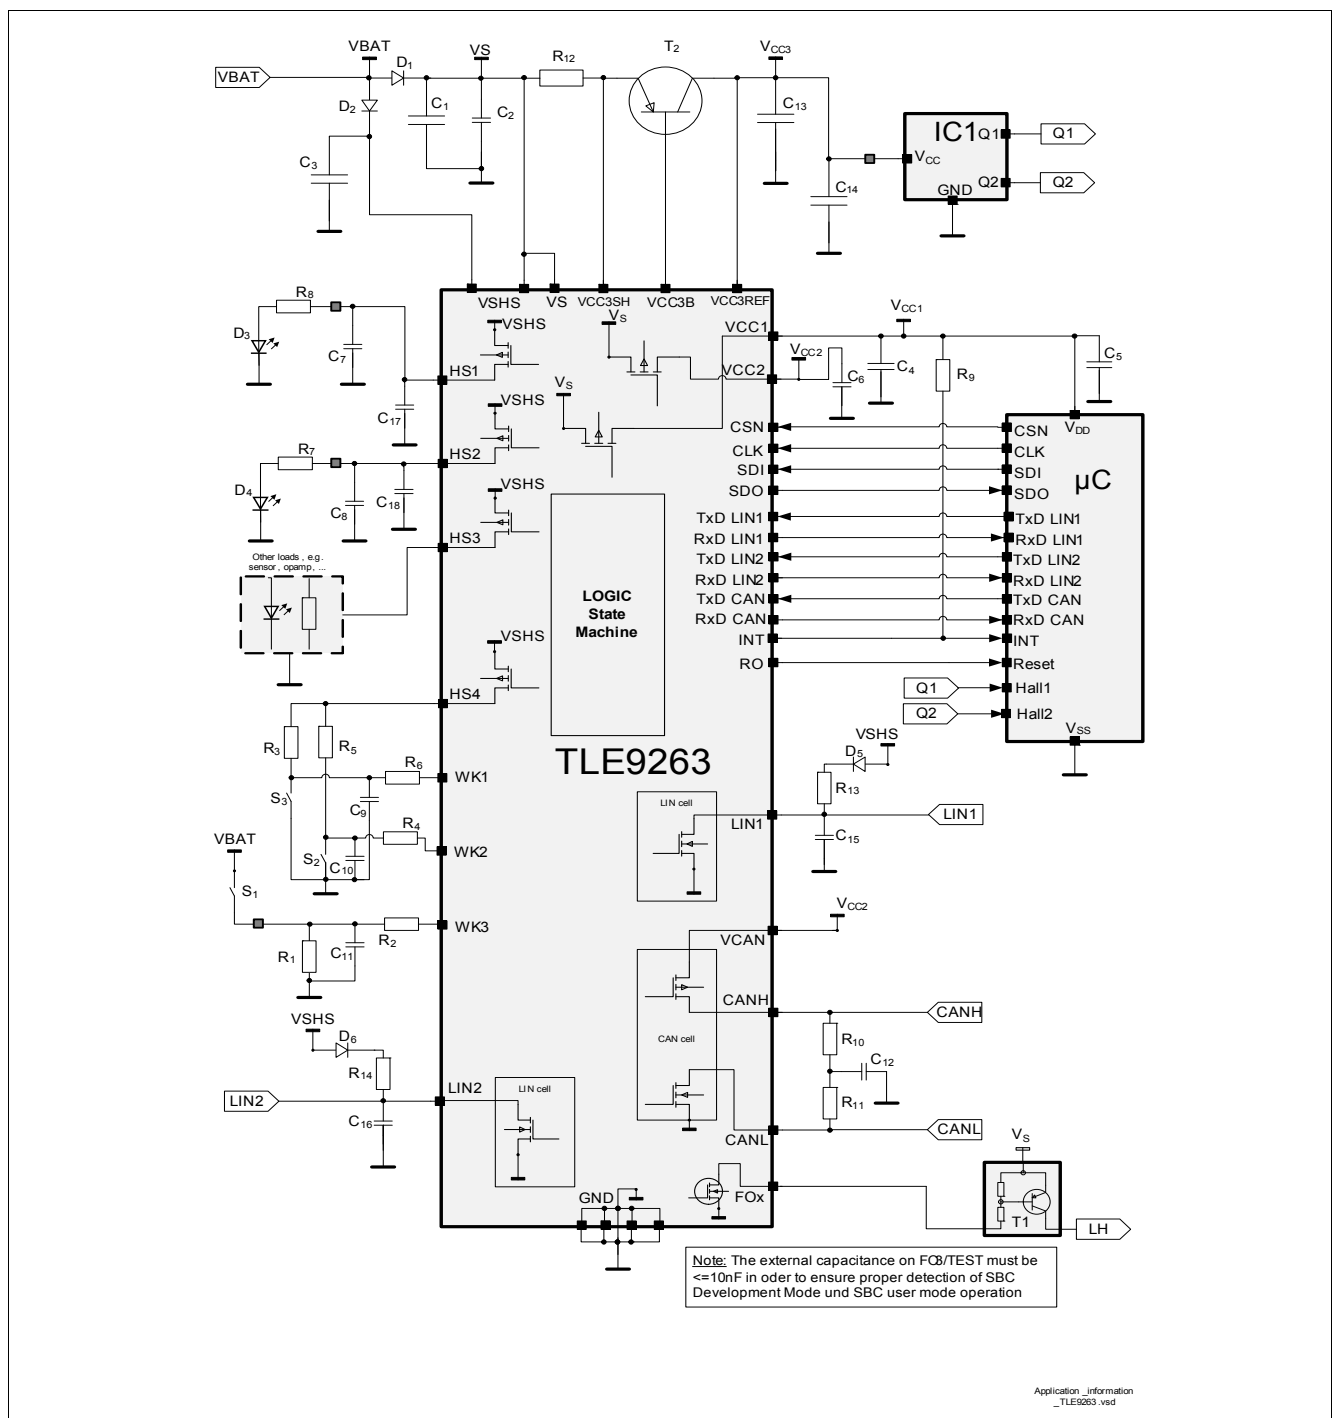 VBAT
VBAT
D1
VS
R12
T2
VCC3
D2
C1
C2
C13
C3
C14
IC1
Q1
Q1
VCC
Q2
Q2
GND
VSHS
VS
VCC3SH
VCC3B
VCC3REF
R8
D3
C7
VSHS
HS1
C17
VS
VS
VCC1
VCC1
VCC2
VCC2
C6
C4
R9
C5
VSHS
HS2
R7
D4
C8
C18
VSHS
HS3
Other loads , e.g.
sensor , opamp , ...
LOGIC
State
Machine
VSHS
HS4
CSN
CLK
SDI
SDO
TxD LIN1
RxD LIN1
TxD LIN2
RxD LIN2
TxD CAN
RxD CAN
INT
RO
VDD
µC
CSN
CLK
SDI
SDO
TxD LIN1
RxD LIN1
TxD LIN2
RxD LIN2
TxD CAN
RxD CAN
INT
Reset
Q1
Hall1
Q2
Hall2
VSS
R3
R5
R6
WK1
S3
C9
R4
WK2
S2
C10
VBAT
S1
R1
C11
R2
WK3
TLE9263
VSHS
D5
R13
LIN cell
LIN1
LIN1
C15
VCC2
VCAN
CANH
CANH
CAN cell
R10
C12
R11
CANL
CANL
VSHS
D6
R14
LIN2
LIN2
C16
LIN cell
GND
FOx
VS
T1
LH
Note: The external capacitance on FO3/TEST must be
<=10nF in oder to ensure proper detection of SBC
Development Mode und SBC user mode operation
Application _information
_TLE9263 .vsd